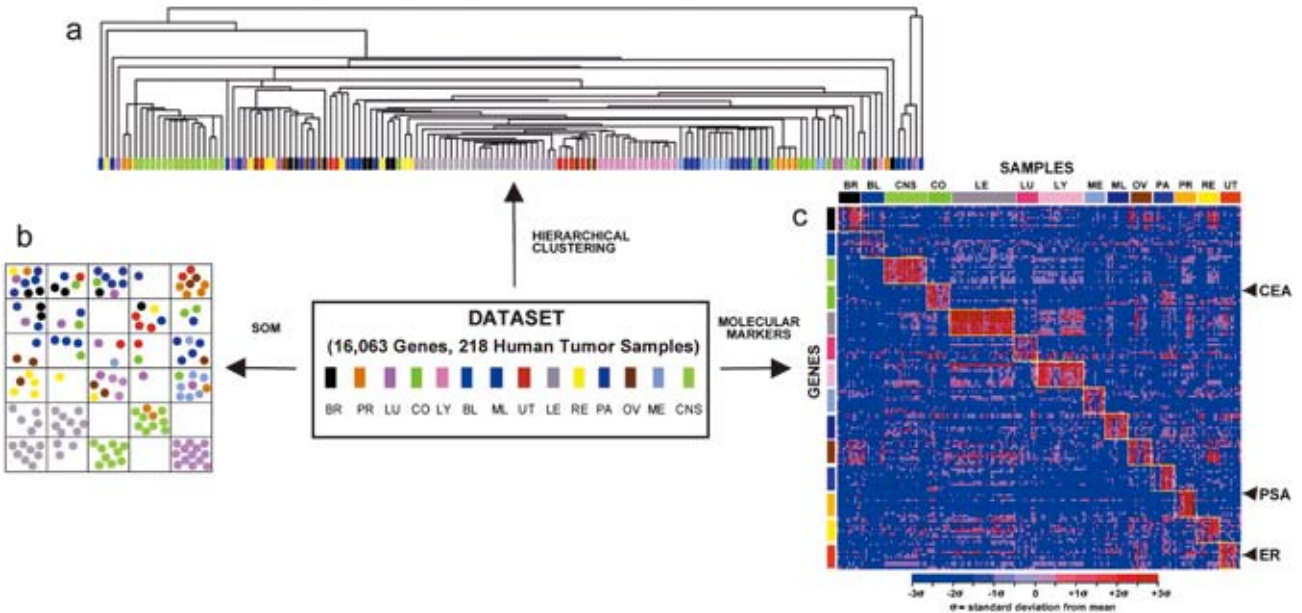 a
HIERARCHICAL
CLUSTERING
b
SOM
DATASET
(16,063 Genes, 218 Human Tumor Samples)
BR PR LU CO LY BL ML UT LE RE PA OV ME CNS
MOLECULAR
MARKERS
c
SAMPLES
BR BL CNS CO LE LU LY ME ML OV PA PR RE UT
GENES
CEA
PSA
ER
-3σ -2σ -1σ 0 +1σ +2σ +3σ
σ = standard deviation from mean